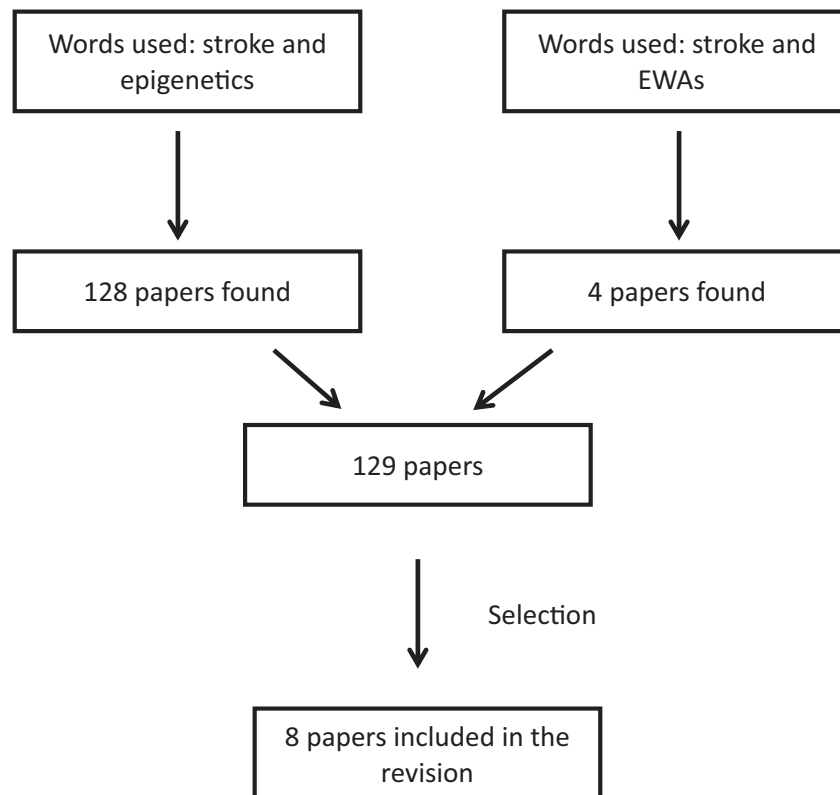 Words used: stroke and
epigenetics
Words used: stroke and
EWAs
128 papers found
4 papers found
129 papers
Selection
8 papers included in the
revision